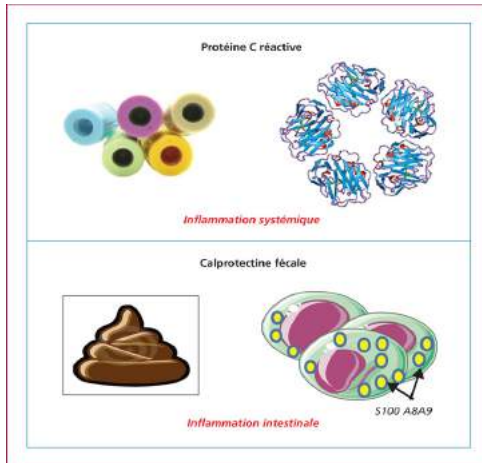 Protéine C réactive
Inflammation systémique
Calprotectine fécale
S100 A8A9
Inflammation intestinale